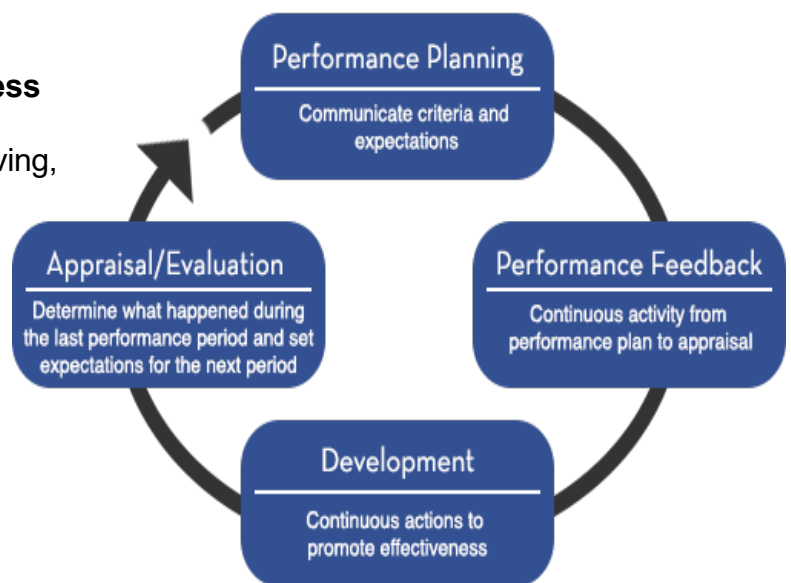 ess
ving,
Performance Planning
Communicate criteria and
expectations
Performance Feedback
Continuous activity from
performance plan to appraisal
Development
Continuous actions to
promote effectiveness
Appraisal/Evaluation
Determine what happened during
the last performance period and set
expectations for the next period